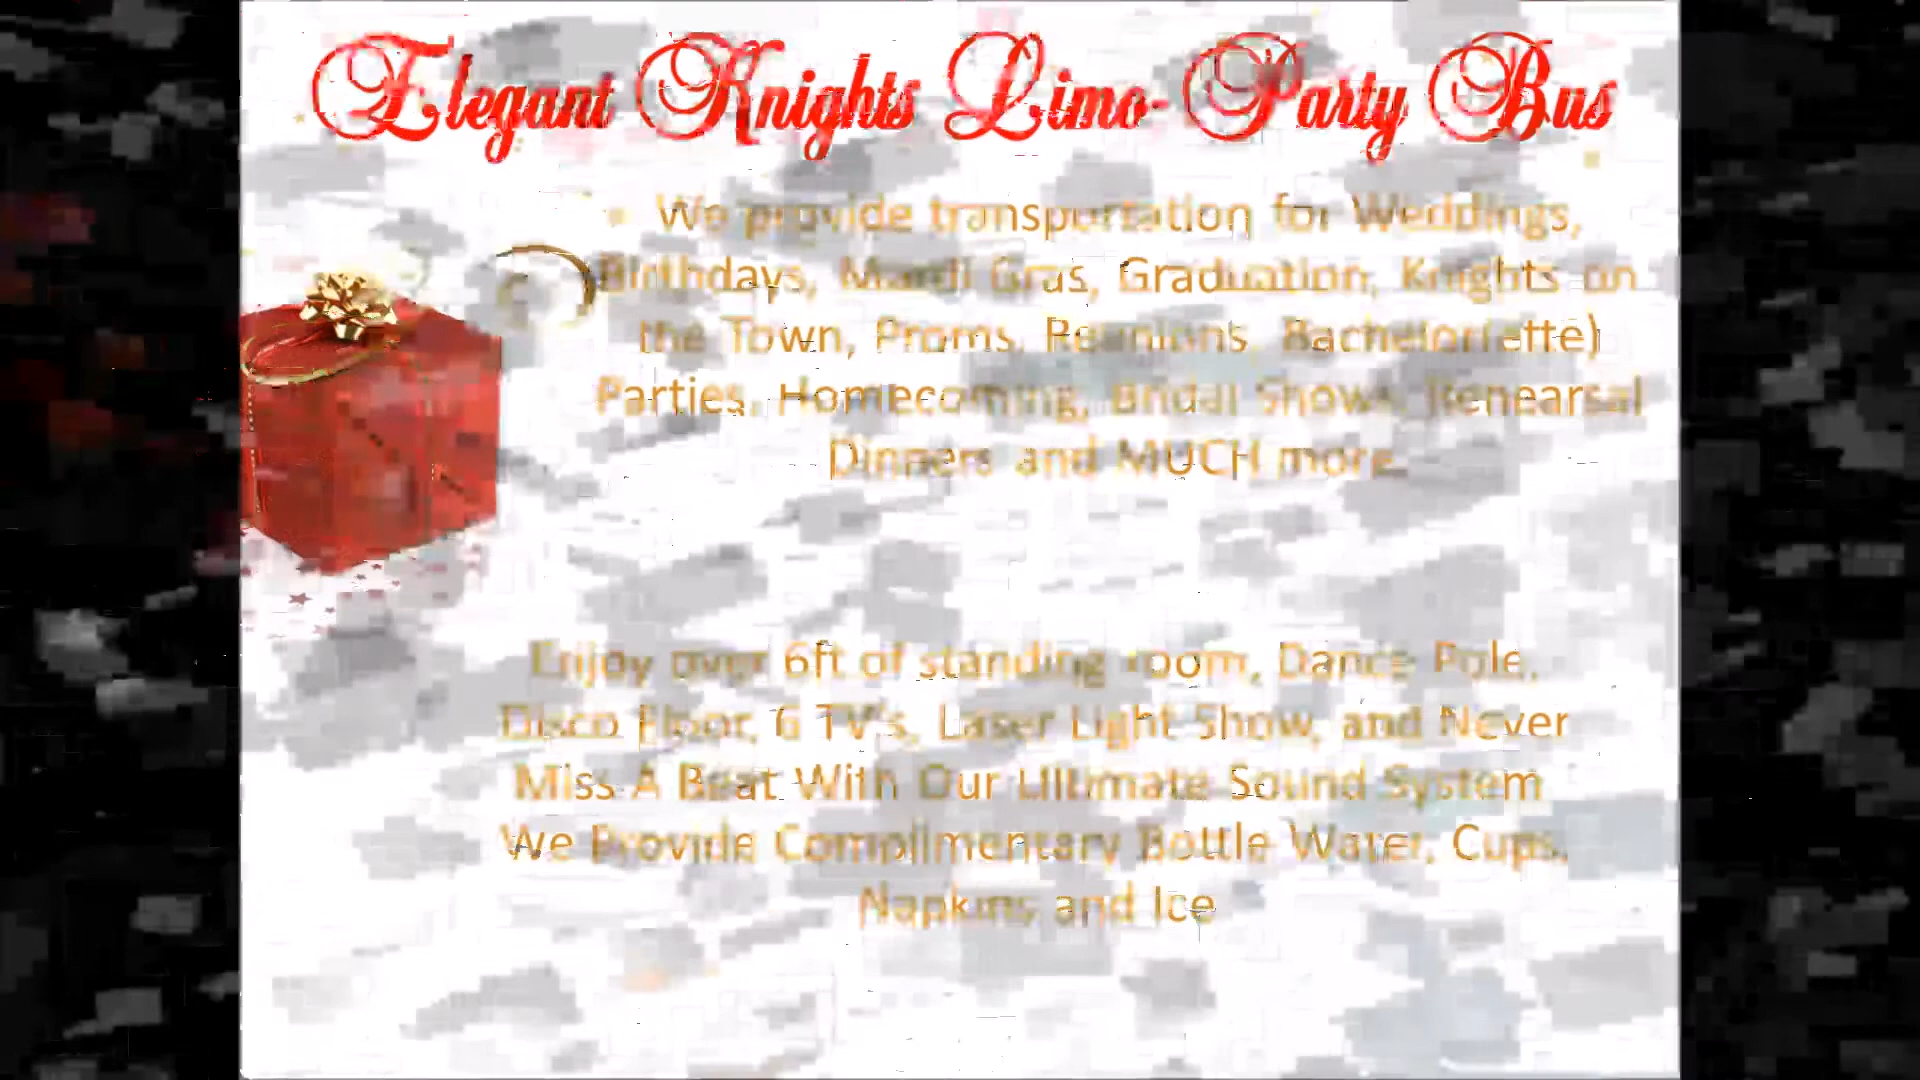 Elegant Knights Limo-Party Bus
We provide transportation for Weddings,
Birthdays, Mardi Gras, Graduation, Knights on
the Town, Proms, Reunions, Bachelor(ette)
Parties, Homecoming, Bridal Shows, Rehearsal
Dinners and MUCH more.
Enjoy over 6ft of standing room, Dance Pole,
Disco Floor, 6 TV's, Laser Light Show, and Never
Miss A Beat With Our Ultimate Sound System
We Provide Complimentary Bottle Water, Cups,
Napkins and Ice